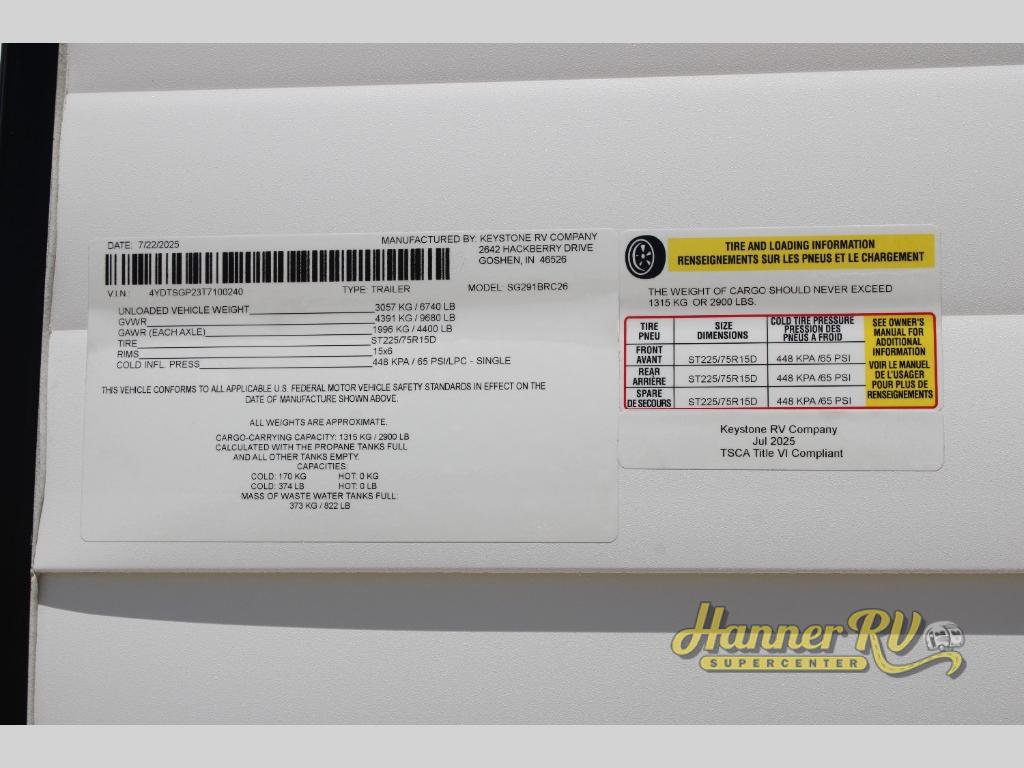 DATE: 7/22/2025
MANUFACTURED BY: KEYSTONE RV COMPANY
2642 HACKBERRY DRIVE
GOSHEN, IN 46526
VIN: 4YDTSGP23T7100240 TYPE: TRAILER MODEL: SG291BRC26
UNLOADED VEHICLE WEIGHT 3057 KG / 6740 LB
GVWR 4391 KG / 9680 LB
GAWR (EACH AXLE) 1996 KG / 4400 LB
TIRE ST225/75R15D
RIMS 15x6
COLD INFL. PRESS 448 KPA / 65 PSI/LPC - SINGLE
THIS VEHICLE CONFORMS TO ALL APPLICABLE U.S. FEDERAL MOTOR VEHICLE SAFETY STANDARDS IN EFFECT ON THE
DATE OF MANUFACTURE SHOWN ABOVE.
ALL WEIGHTS ARE APPROXIMATE.
CARGO-CARRYING CAPACITY: 1315 KG / 2900 LB
CALCULATED WITH THE PROPANE TANKS FULL
AND ALL OTHER TANKS EMPTY.
CAPACITIES:
COLD: 170 KG HOT: 0 KG
COLD: 374 LB HOT: 0 LB
MASS OF WASTE WATER TANKS FULL:
373 KG / 822 LB
TIRE AND LOADING INFORMATION
RENSEIGNEMENTS SUR LES PNEUS ET LE CHARGEMENT
THE WEIGHT OF CARGO SHOULD NEVER EXCEED
1315 KG OR 2900 LBS.
TIRE
PNEU
SIZE
DIMENSIONS
COLD TIRE PRESSURE
PRESSION DES
PNEUS A FROID
FRONT
AVANT
ST225/75R15D
448 KPA /65 PSI
REAR
ARRIÈRE
ST225/75R15D
448 KPA /65 PSI
SPARE
DE SECOURS
ST225/75R15D
448 KPA /65 PSI
SEE OWNER'S
MANUAL FOR
ADDITIONAL
INFORMATION
VOIR LE MANUEL
DE L'USAGER
POUR PLUS DE
RENSEIGNEMENTS
Keystone RV Company
Jul 2025
TSCA Title VI Compliant
Hanner RV
SUPERCENTER